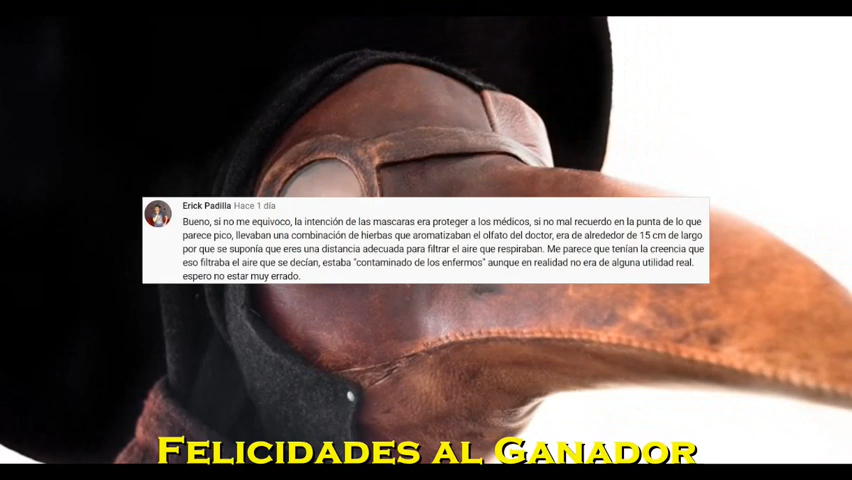 Erick Padilla Hace 1 día
Bueno, si no me equivoco, la intención de las mascaras era proteger a los médicos, si no mal recuerdo en la punta de lo que
parece pico, llevaban una combinación de hierbas que aromatizaban el olfato del doctor, era de alrededor de 15 cm de largo
por que se suponía que eres una distancia adecuada para filtrar el aire que respiraban. Me parece que tenían la creencia que
eso filtraba el aire que se decían, estaba "contaminado de los enfermos" aunque en realidad no era de alguna utilidad real.
espero no estar muy errado.
FELICIDADES AL GANADOR